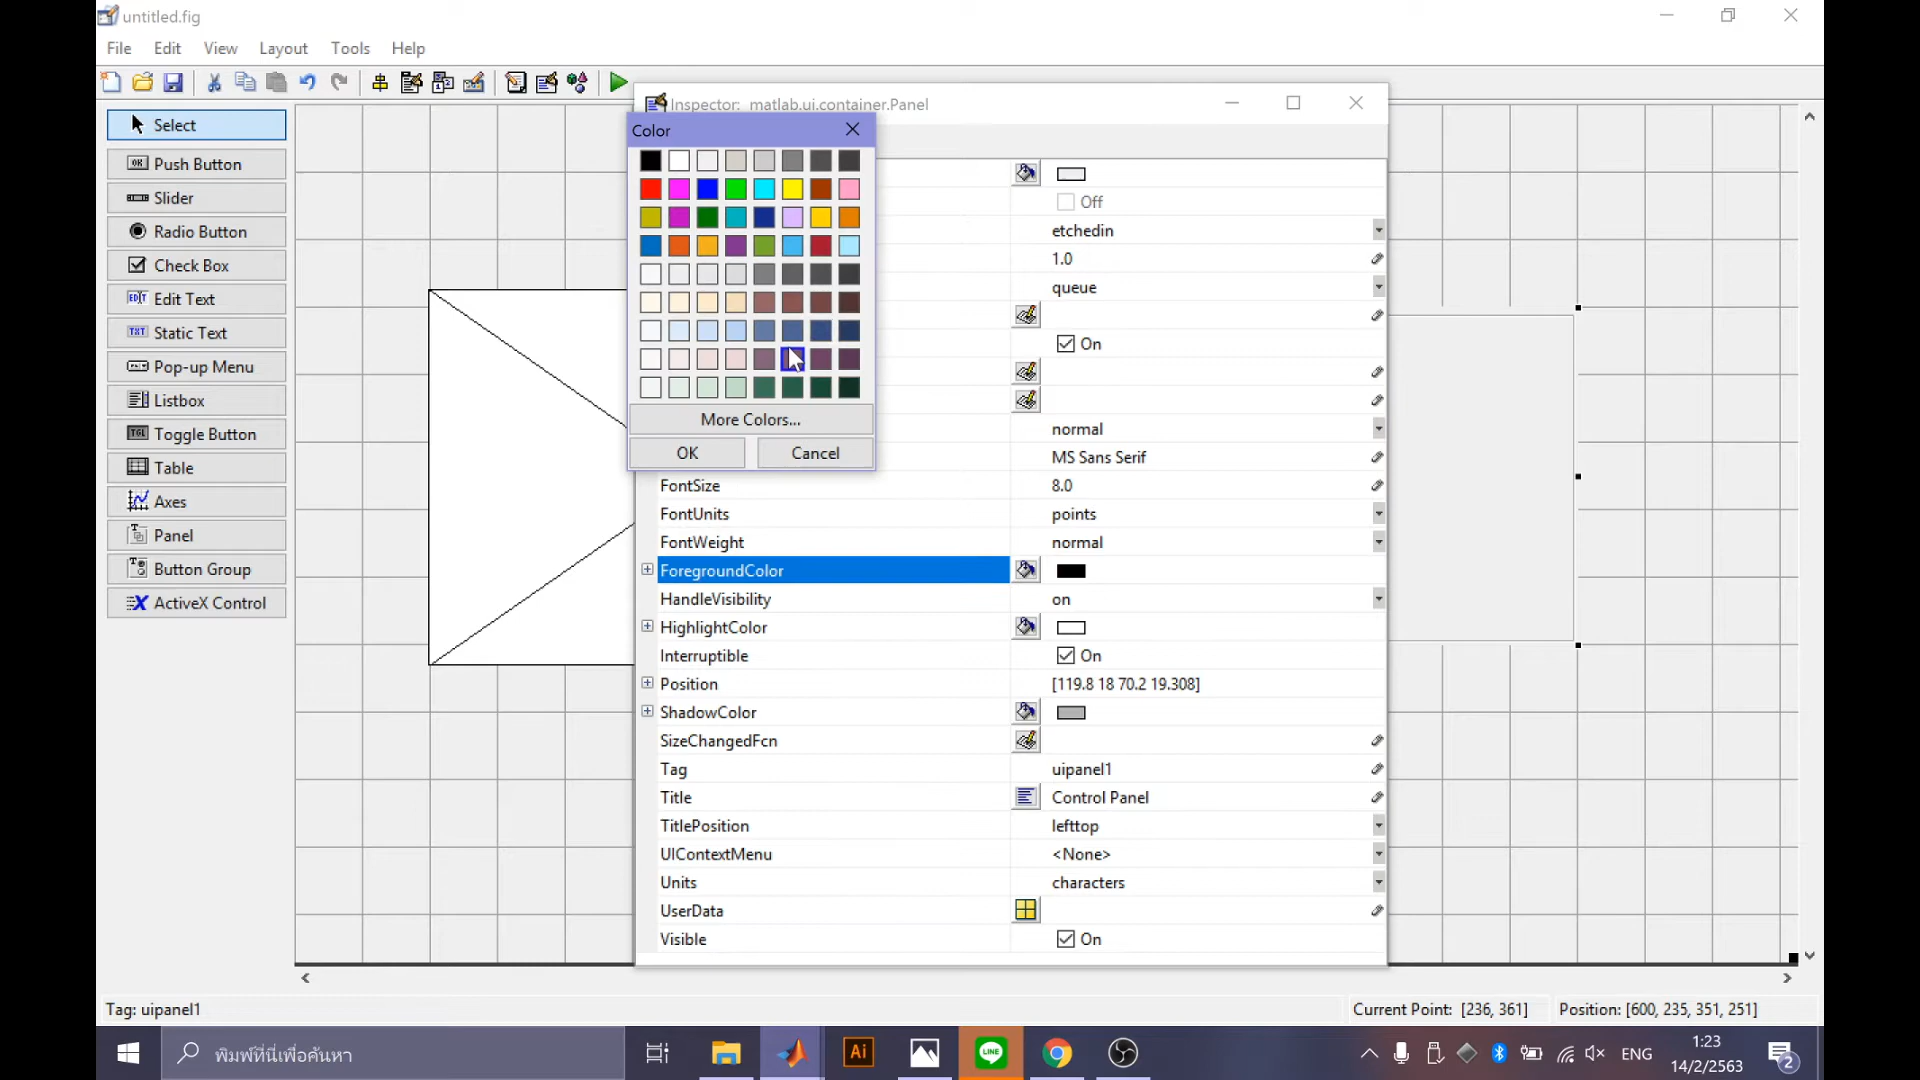 untitled.fig
File Edit View Layout Tools Help
Inspector: matlab.ui.container.Panel
Color
Select
Push Button
Slider
Radio Button
Check Box
Edit Text
Static Text
Pop-up Menu
Listbox
Toggle Button
Table
Axes
Panel
Button Group
ActiveX Control
More Colors...
OK Cancel
Off
etchedin
1.0
queue
On
normal
MS Sans Serif
FontSize 8.0
FontUnits points
FontWeight normal
ForegroundColor
HandleVisibility on
HighlightColor
Interruptible On
Position [119.8 18 70.2 19.308]
ShadowColor
SizeChangedFcn
Tag uipanel1
Title Control Panel
TitlePosition lefttop
UIContextMenu <None>
Units characters
UserData
Visible On
Tag: uipanel1 Current Point: [236, 361] Position: [600, 235, 351, 251]
พิมพ์ที่นี่เพื่อค้นหา
Ai
LINE
ENG
1:23
14/2/2563
2